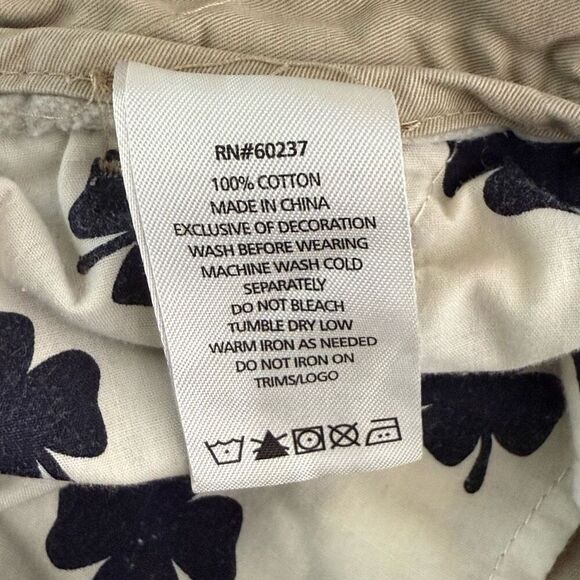 RN#60237
100% COTTON
MADE IN CHINA
EXCLUSIVE OF DECORATION
WASH BEFORE WEARING
MACHINE WASH COLD
SEPARATELY
DO NOT BLEACH
TUMBLE DRY LOW
WARM IRON AS NEEDED
DO NOT IRON ON
TRIMS/LOGO